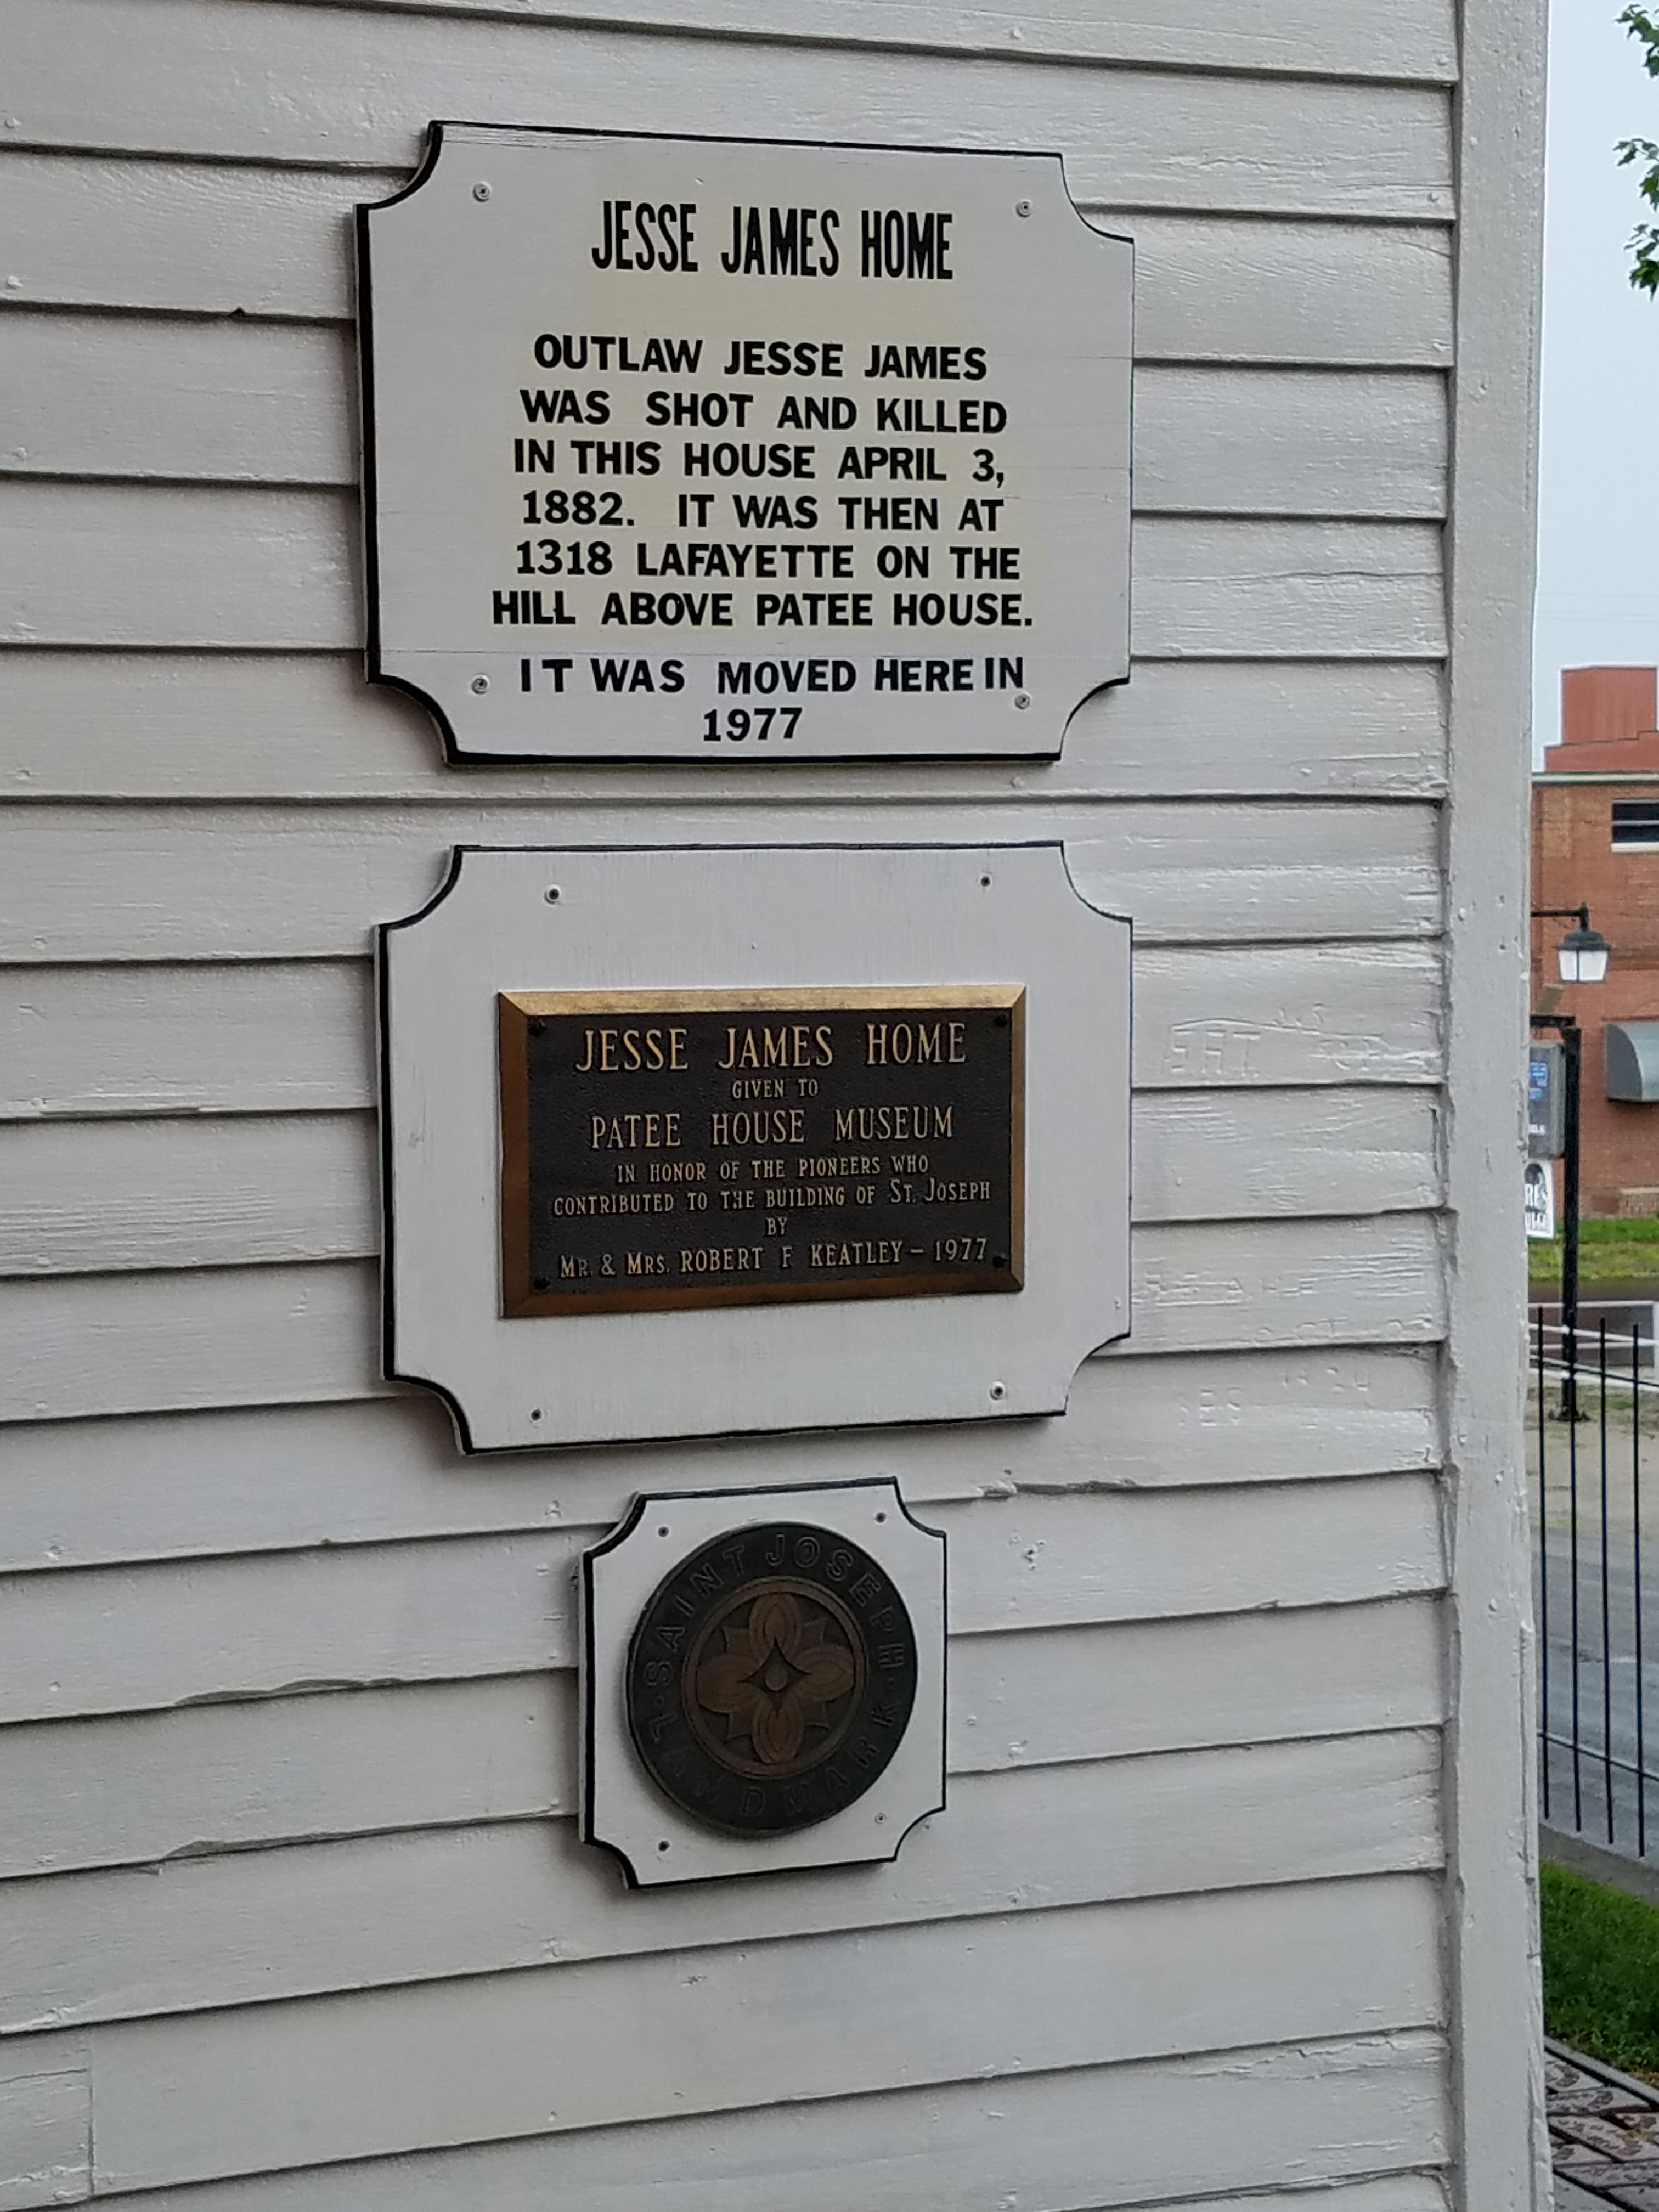 JESSE JAMES HOME
OUTLAW JESSE JAMES
WAS SHOT AND KILLED
IN THIS HOUSE APRIL 3,
1882. IT WAS THEN AT
1318 LAFAYETTE ON THE
HILL ABOVE PATEE HOUSE.
IT WAS MOVED HERE IN
1977
JESSE JAMES HOME
GIVEN TO
PATEE HOUSE MUSEUM
IN HONOR OF THE PIONEERS WHO
CONTRIBUTED TO THE BUILDING OF ST. JOSEPH
BY
MR. & MRS. ROBERT F KEATLEY – 1977
SAINT JOSEPH
LANDMARK